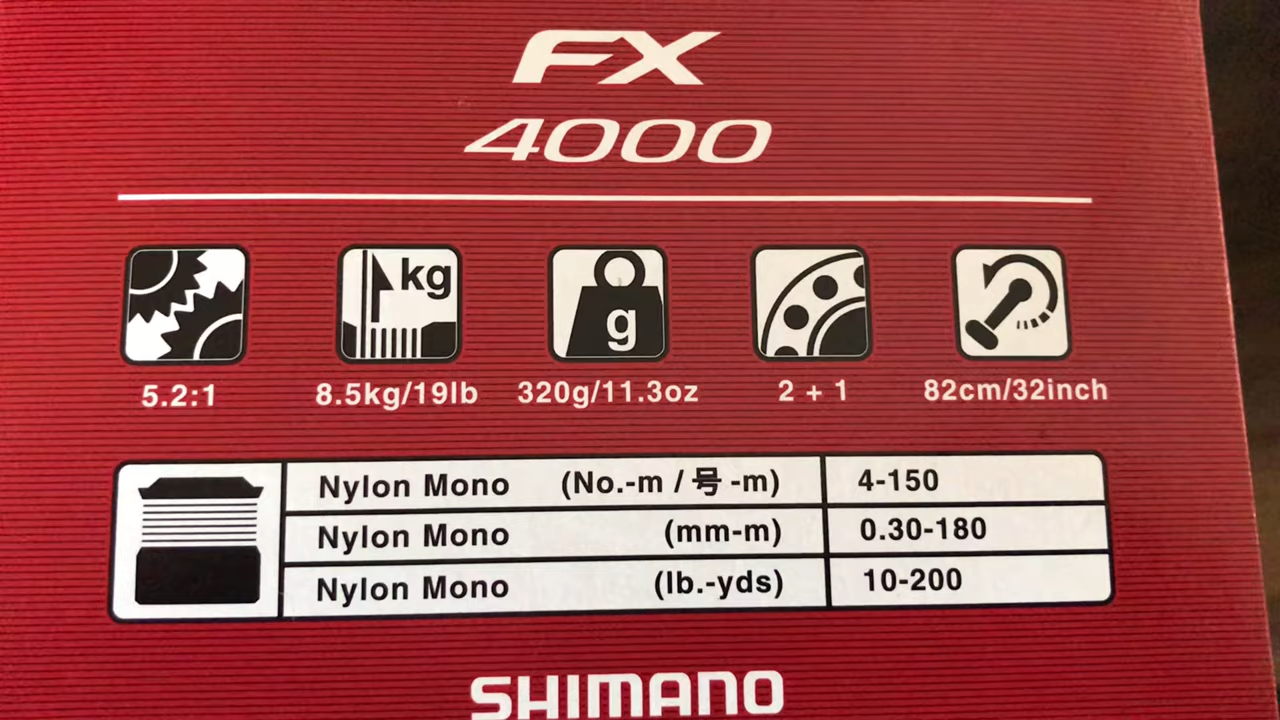 FX
4000
kg
g
5.2:1 8.5kg/19lb 320g/11.3oz 2 + 1 82cm/32inch
Nylon Mono (No.-m / 号 -m) 4-150
Nylon Mono (mm-m) 0.30-180
Nylon Mono (lb.-yds) 10-200
SHIMANO